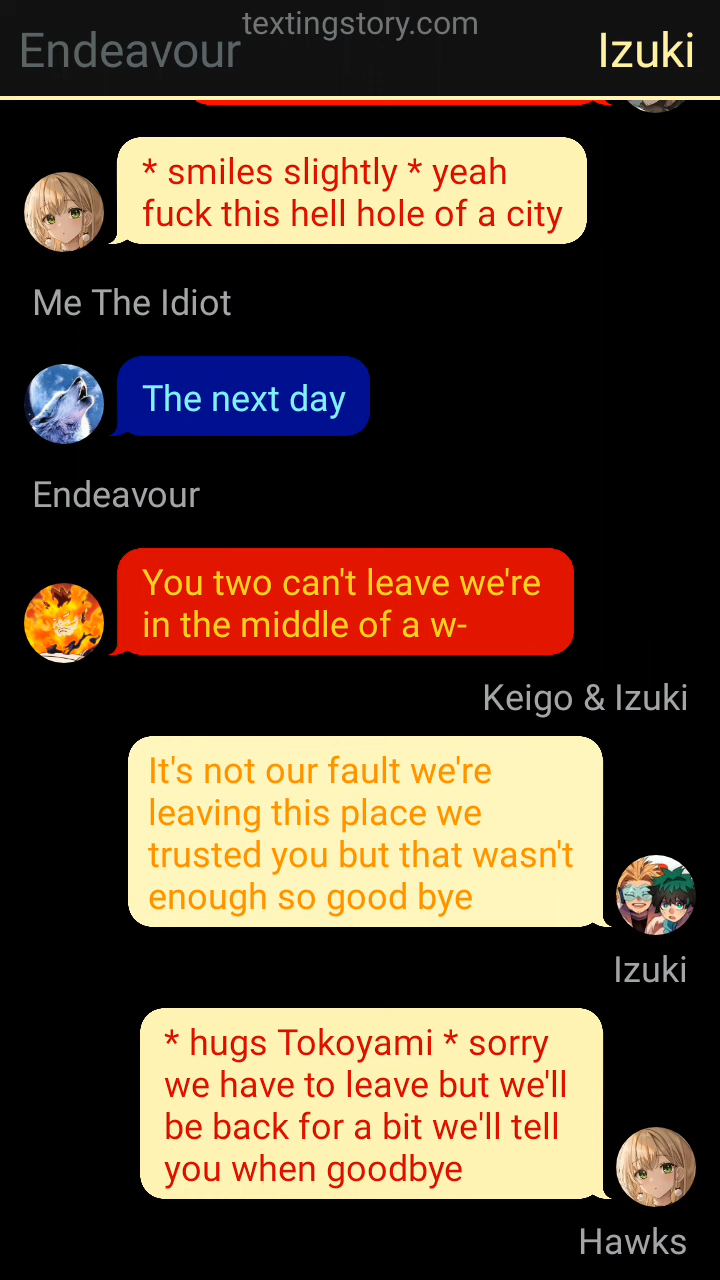 textingstory.com
Endeavour
Izuki
* smiles slightly * yeah
fuck this hell hole of a city
Me The Idiot
The next day
Endeavour
You two can't leave we're
in the middle of a w-
Keigo & Izuki
It's not our fault we're
leaving this place we
trusted you but that wasn't
enough so good bye
Izuki
* hugs Tokoyami * sorry
we have to leave but we'll
be back for a bit we'll tell
you when goodbye
Hawks